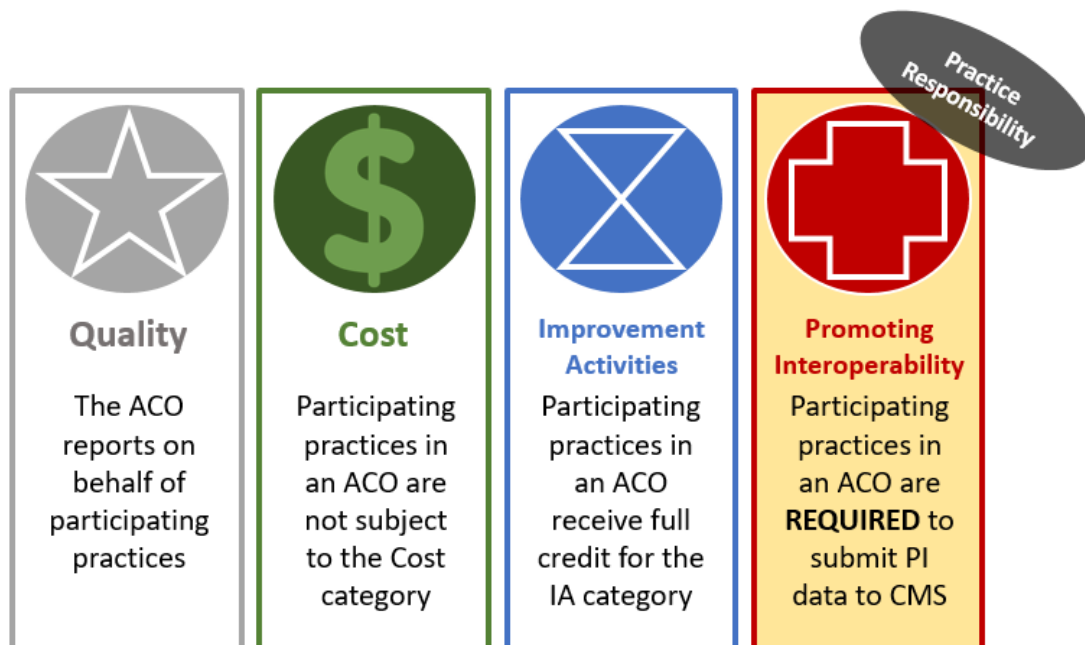 Practice
Responsibility
Quality
The ACO
reports on
behalf of
participating
practices
$
Cost
Participating
practices in
an ACO are
not subject
to the Cost
category
Improvement
Activities
Participating
practices in
an ACO
receive full
credit for the
IA category
Promoting
Interoperability
Participating
practices in
an ACO are
REQUIRED to
submit PI
data to CMS